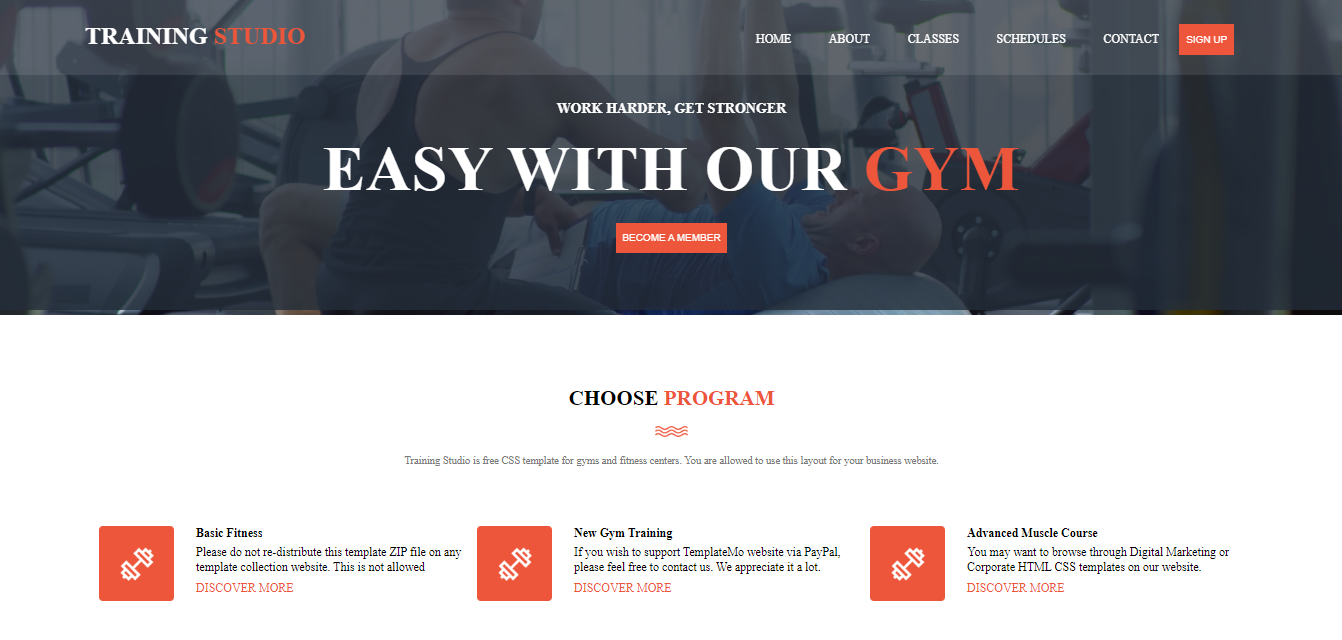 TRAINING STUDIO
HOME ABOUT CLASSES SCHEDULES CONTACT SIGN UP
WORK HARDER, GET STRONGER
EASY WITH OUR GYM
BECOME A MEMBER
CHOOSE PROGRAM
Training Studio is free CSS template for gyms and fitness centers. You are allowed to use this layout for your business website.
Basic Fitness
Please do not re-distribute this template ZIP file on any
template collection website. This is not allowed
DISCOVER MORE
New Gym Training
If you wish to support TemplateMo website via PayPal,
please feel free to contact us. We appreciate it a lot.
DISCOVER MORE
Advanced Muscle Course
You may want to browse through Digital Marketing or
Corporate HTML CSS templates on our website.
DISCOVER MORE